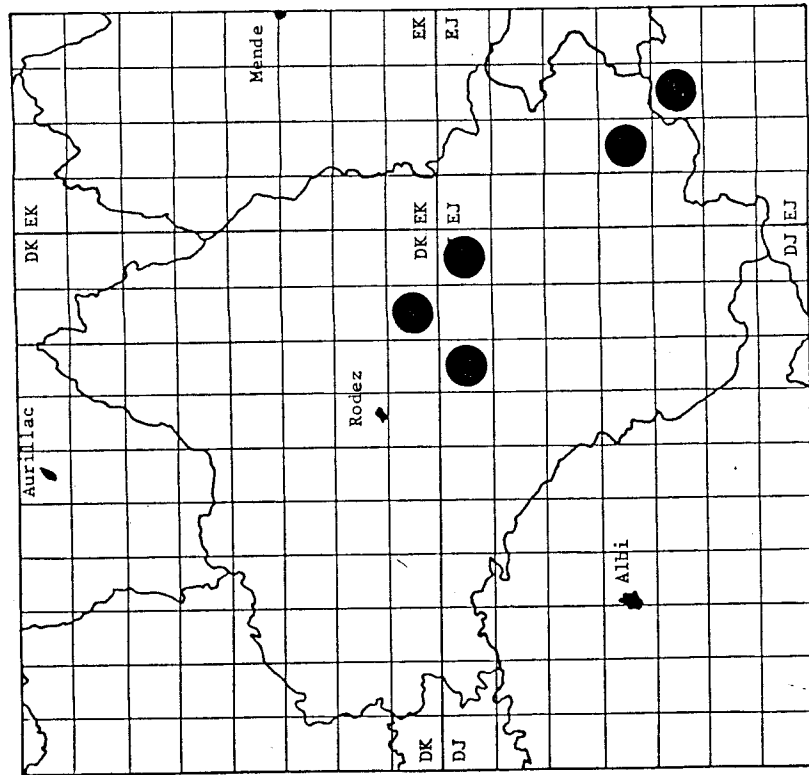 Aurillac
DK EK
Mende
Rodez
DK EK
EJ
EK
EJ
Albi
DK
DJ
DJ EJ